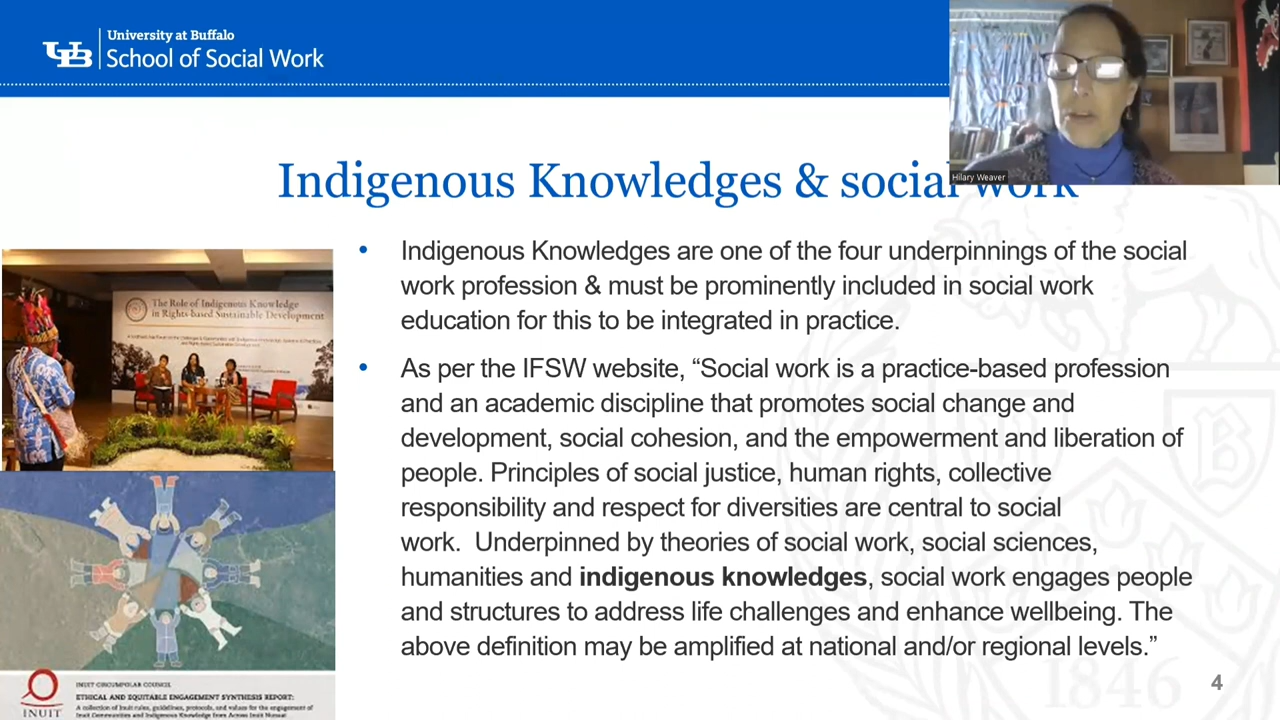 University at Buffalo
UB School of Social Work
Hilary Weaver
Indigenous Knowledges & social work
• Indigenous Knowledges are one of the four underpinnings of the social
work profession & must be prominently included in social work
education for this to be integrated in practice.
• As per the IFSW website, “Social work is a practice-based profession
and an academic discipline that promotes social change and
development, social cohesion, and the empowerment and liberation of
people. Principles of social justice, human rights, collective
responsibility and respect for diversities are central to social
work.  Underpinned by theories of social work, social sciences,
humanities and indigenous knowledges, social work engages people
and structures to address life challenges and enhance wellbeing. The
above definition may be amplified at national and/or regional levels.”
The Role of Indigenous Knowledge
in Rights-based Sustainable Development
INUIT CIRCUMPOLAR COUNCIL
ETHICAL AND EQUITABLE ENGAGEMENT SYNTHESIS REPORT:
A collection of Inuit rules, guidelines, protocols, and values for the engagement of
Inuit Communities and Indigenous Knowledge from Across Inuit Nunaat
INUIT
B
1846
4